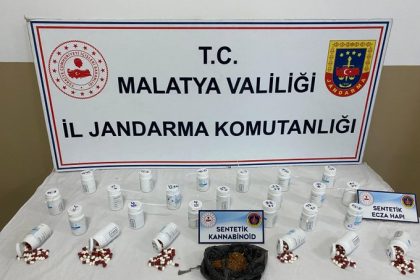 T.C.
MALATYA VALİLİĞİ
İL JANDARMA KOMUTANLIĞI
JANDARMA
SENTETİK
ECZA HAPI
SENTETİK
KANNABİNOİD